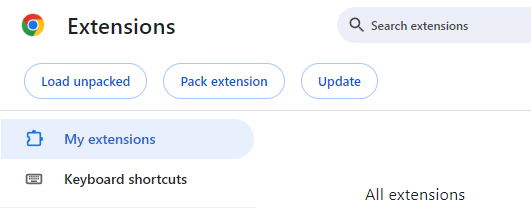 Extensions
Search extensions
Load unpacked
Pack extension
Update
My extensions
Keyboard shortcuts
All extensions